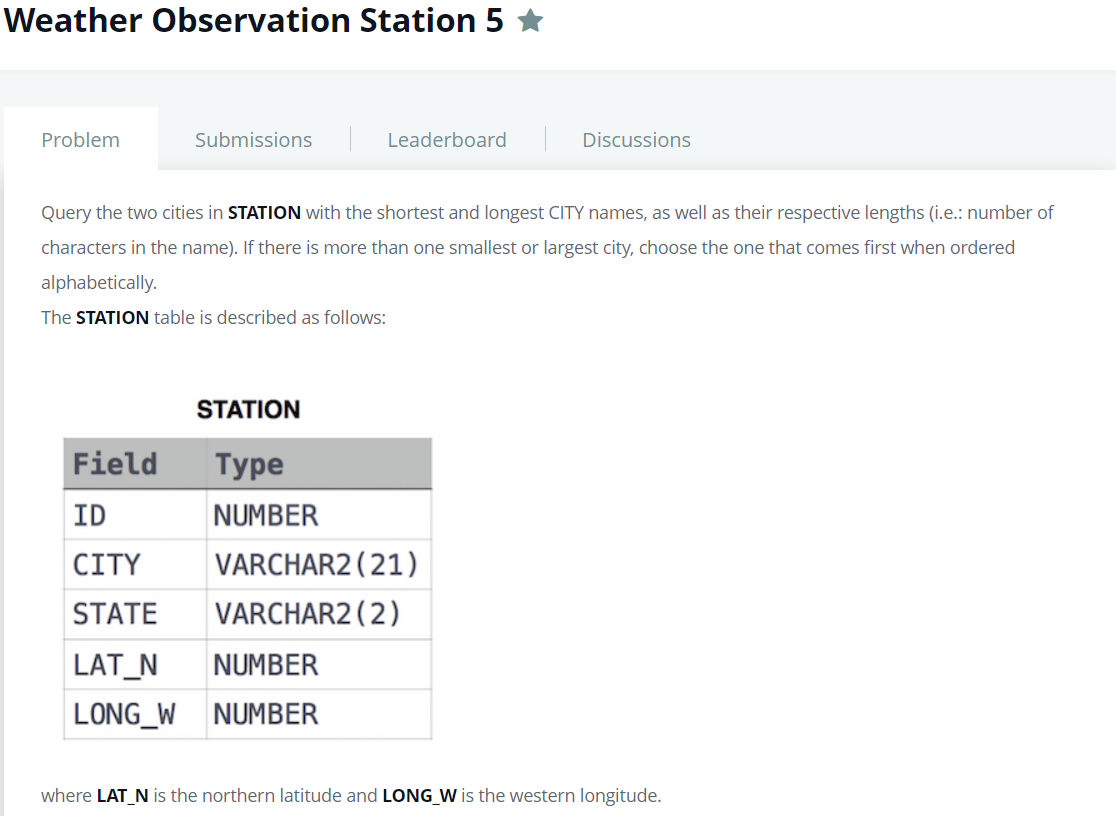 Weather Observation Station 5
Problem Submissions Leaderboard Discussions
Query the two cities in STATION with the shortest and longest CITY names, as well as their respective lengths (i.e.: number of
characters in the name). If there is more than one smallest or largest city, choose the one that comes first when ordered
alphabetically.
The STATION table is described as follows:
STATION
Field Type
ID NUMBER
CITY VARCHAR2(21)
STATE VARCHAR2(2)
LAT_N NUMBER
LONG_W NUMBER
where LAT_N is the northern latitude and LONG_W is the western longitude.